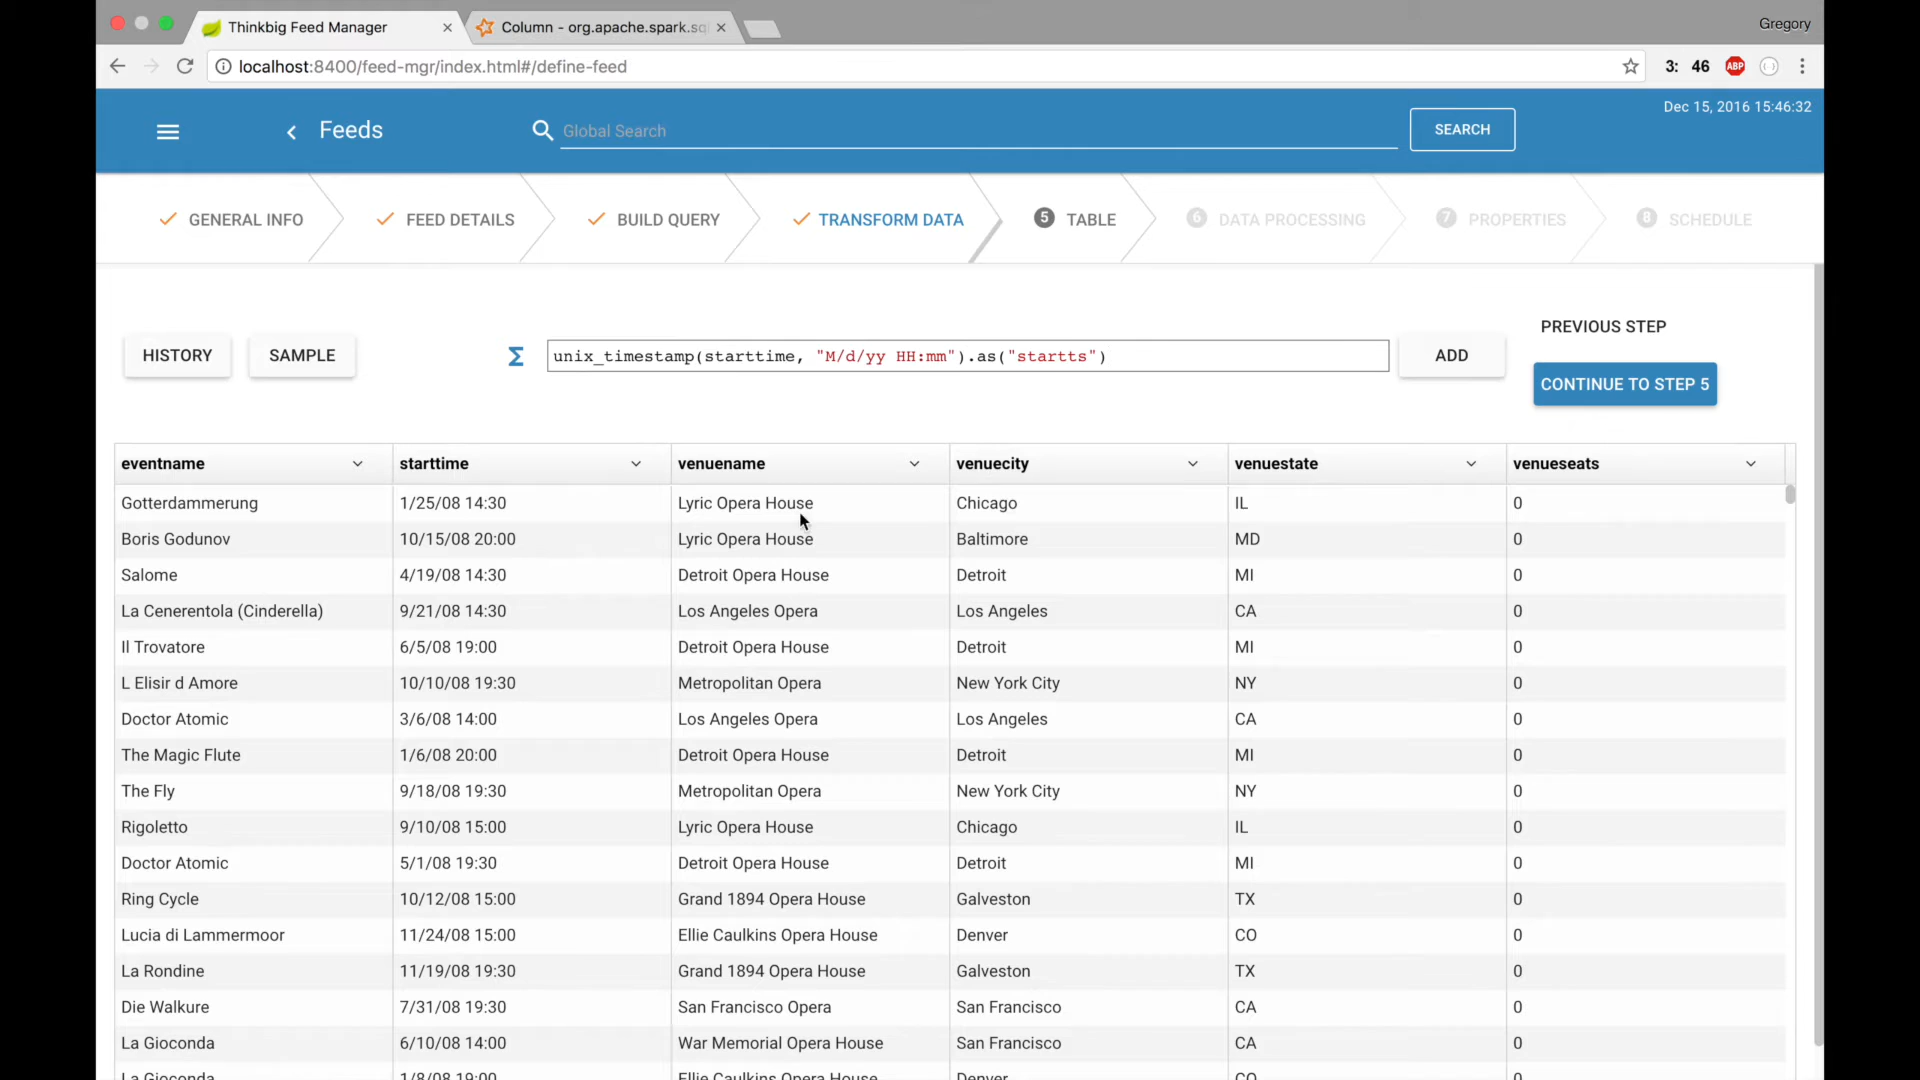 Thinkbig Feed Manager
Column - org.apache.spark.sq
Gregory
localhost:8400/feed-mgr/index.html#/define-feed
3: 46
ABP
Dec 15, 2016 15:46:32
Feeds
Global Search
SEARCH
GENERAL INFO
FEED DETAILS
BUILD QUERY
TRANSFORM DATA
5 TABLE
6 DATA PROCESSING
7 PROPERTIES
8 SCHEDULE
PREVIOUS STEP
HISTORY
SAMPLE
Σ
unix_timestamp(starttime, "M/d/yy HH:mm").as("startts")
ADD
CONTINUE TO STEP 5
eventname starttime venuename venuecity venuestate venueseats
Gotterdammerung 1/25/08 14:30 Lyric Opera House Chicago IL 0
Boris Godunov 10/15/08 20:00 Lyric Opera House Baltimore MD 0
Salome 4/19/08 14:30 Detroit Opera House Detroit MI 0
La Cenerentola (Cinderella) 9/21/08 14:30 Los Angeles Opera Los Angeles CA 0
Il Trovatore 6/5/08 19:00 Detroit Opera House Detroit MI 0
L Elisir d Amore 10/10/08 19:30 Metropolitan Opera New York City NY 0
Doctor Atomic 3/6/08 14:00 Los Angeles Opera Los Angeles CA 0
The Magic Flute 1/6/08 20:00 Detroit Opera House Detroit MI 0
The Fly 9/18/08 19:30 Metropolitan Opera New York City NY 0
Rigoletto 9/10/08 15:00 Lyric Opera House Chicago IL 0
Doctor Atomic 5/1/08 19:30 Detroit Opera House Detroit MI 0
Ring Cycle 10/12/08 15:00 Grand 1894 Opera House Galveston TX 0
Lucia di Lammermoor 11/24/08 15:00 Ellie Caulkins Opera House Denver CO 0
La Rondine 11/19/08 19:30 Grand 1894 Opera House Galveston TX 0
Die Walkure 7/31/08 19:30 San Francisco Opera San Francisco CA 0
La Gioconda 6/10/08 14:00 War Memorial Opera House San Francisco CA 0
La Gioconda 1/8/08 19:00 Ellie Caulkins Opera House Denver CO 0